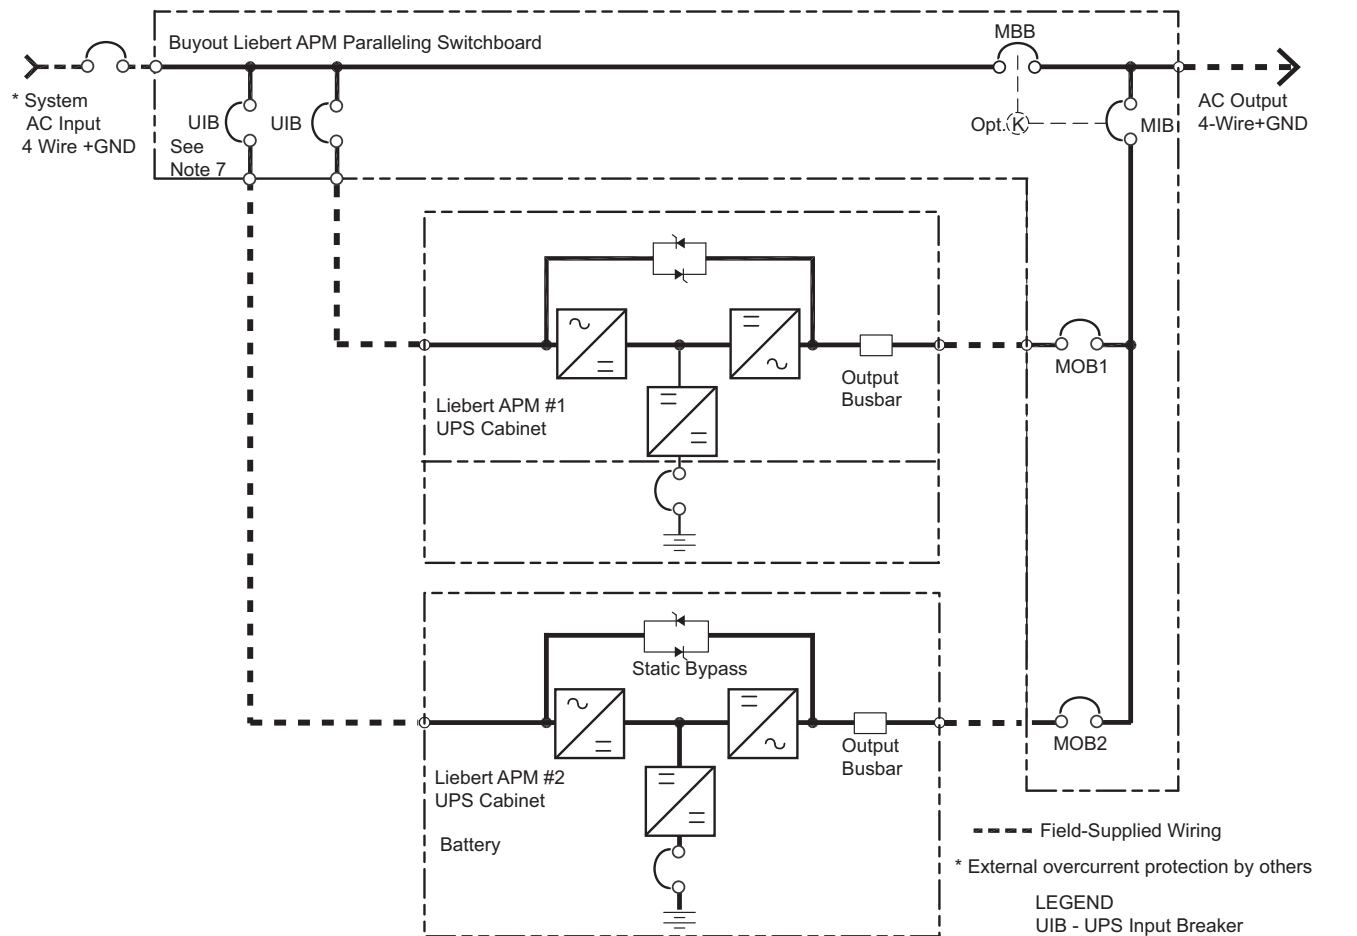 Buyout Liebert APM Paralleling Switchboard
MBB
* System
AC Input
4 Wire +GND
UIB
UIB
See
Note 7
Opt.
K
MIB
AC Output
4-Wire+GND
Output
Busbar
MOB1
Liebert APM #1
UPS Cabinet
Static Bypass
Output
Busbar
MOB2
Liebert APM #2
UPS Cabinet
Battery
Field-Supplied Wiring
* External overcurrent protection by others
LEGEND
UIB - UPS Input Breaker